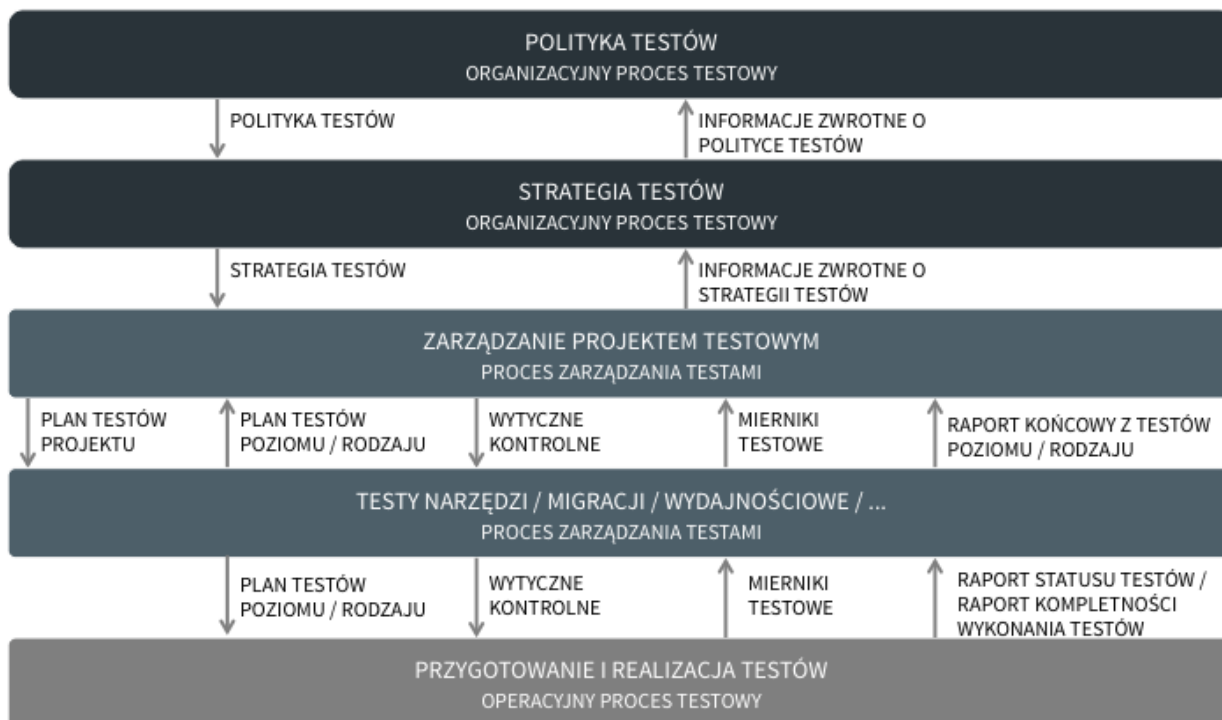 POLITYKA TESTÓW
ORGANIZACYJNY PROCES TESTOWY
POLITYKA TESTÓW
INFORMACJE ZWROTNE O
POLITYCE TESTÓW
STRATEGIA TESTÓW
ORGANIZACYJNY PROCES TESTOWY
STRATEGIA TESTÓW
INFORMACJE ZWROTNE O
STRATEGII TESTÓW
ZARZĄDZANIE PROJEKTEM TESTOWYM
PROCES ZARZĄDZANIA TESTAMI
PLAN TESTÓW
PROJEKTU
PLAN TESTÓW
POZIOMU / RODZAJU
WYTYCZNE
KONTROLNE
MIERNIKI
TESTOWE
RAPORT KOŃCOWY Z TESTÓW
POZIOMU / RODZAJU
TESTY NARZĘDZI / MIGRACJI / WYDAJNOŚCIOWE / ...
PROCES ZARZĄDZANIA TESTAMI
PLAN TESTÓW
POZIOMU / RODZAJU
WYTYCZNE
KONTROLNE
MIERNIKI
TESTOWE
RAPORT STATUSU TESTÓW /
RAPORT KOMPLETNOŚCI
WYKONANIA TESTÓW
PRZYGOTOWANIE I REALIZACJA TESTÓW
OPERACYJNY PROCES TESTOWY